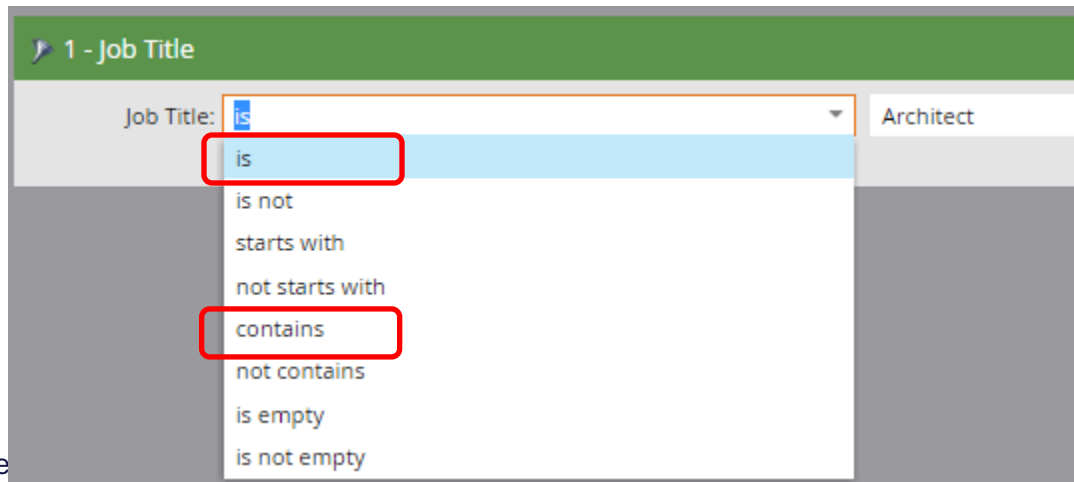 1 - Job Title
Job Title: is Architect
is
is not
starts with
not starts with
contains
not contains
is empty
is not empty
e